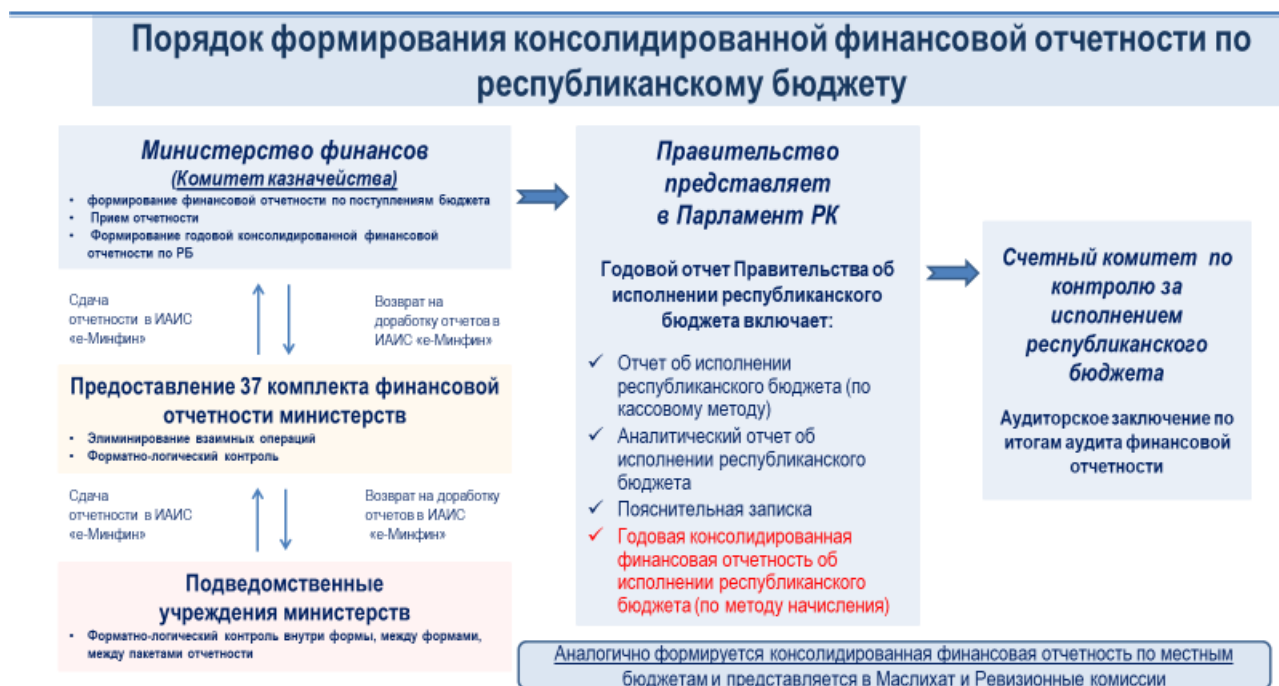 Порядок формирования консолидированной финансовой отчетности по
республиканскому бюджету
Министерство финансов
(Комитет казначейства)
• формирование финансовой отчетности по поступлениям бюджета
• Прием отчетности
• Формирование годовой консолидированной финансовой
отчетности по РБ
Сдача
отчетности в ИАИС
«е-Минфин»
Возврат на
доработку отчетов в
ИАИС «е-Минфин»
Предоставление 37 комплекта финансовой
отчетности министерств
• Элиминирование взаимных операций
• Форматно-логический контроль
Сдача
отчетности в ИАИС
«е-Минфин»
Возврат на доработку
отчетов в ИАИС
«е-Минфин»
Подведомственные
учреждения министерств
• Форматно-логический контроль внутри формы, между формами,
между пакетами отчетности
Правительство
представляет
в Парламент РК
Годовой отчет Правительства об
исполнении республиканского
бюджета включает:
✓ Отчет об исполнении
республиканского бюджета (по
кассовому методу)
✓ Аналитический отчет об
исполнении республиканского
бюджета
✓ Пояснительная записка
✓ Годовая консолидированная
финансовая отчетность об
исполнении республиканского
бюджета (по методу начисления)
Счетный комитет по
контролю за
исполнением
республиканского
бюджета
Аудиторское заключение по
итогам аудита финансовой
отчетности
Аналогично формируется консолидированная финансовая отчетность по местным
бюджетам и представляется в Маслихат и Ревизионные комиссии